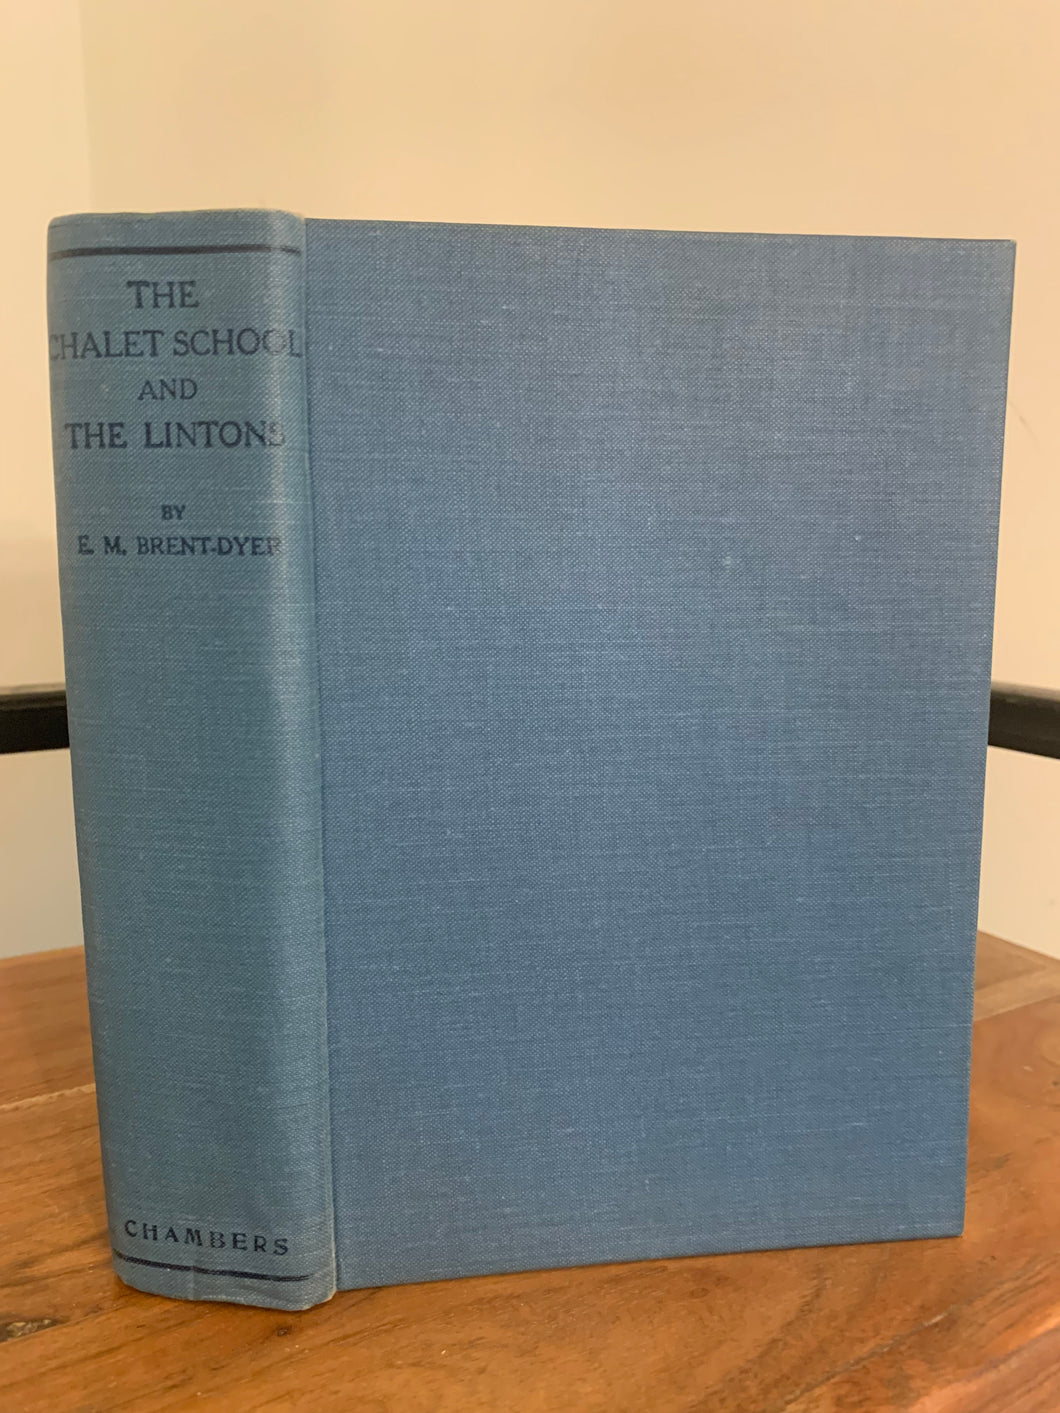 THE
CHALET SCHOOL
AND
THE LINTONS
BY
E. M. BRENT-DYER
CHAMBERS